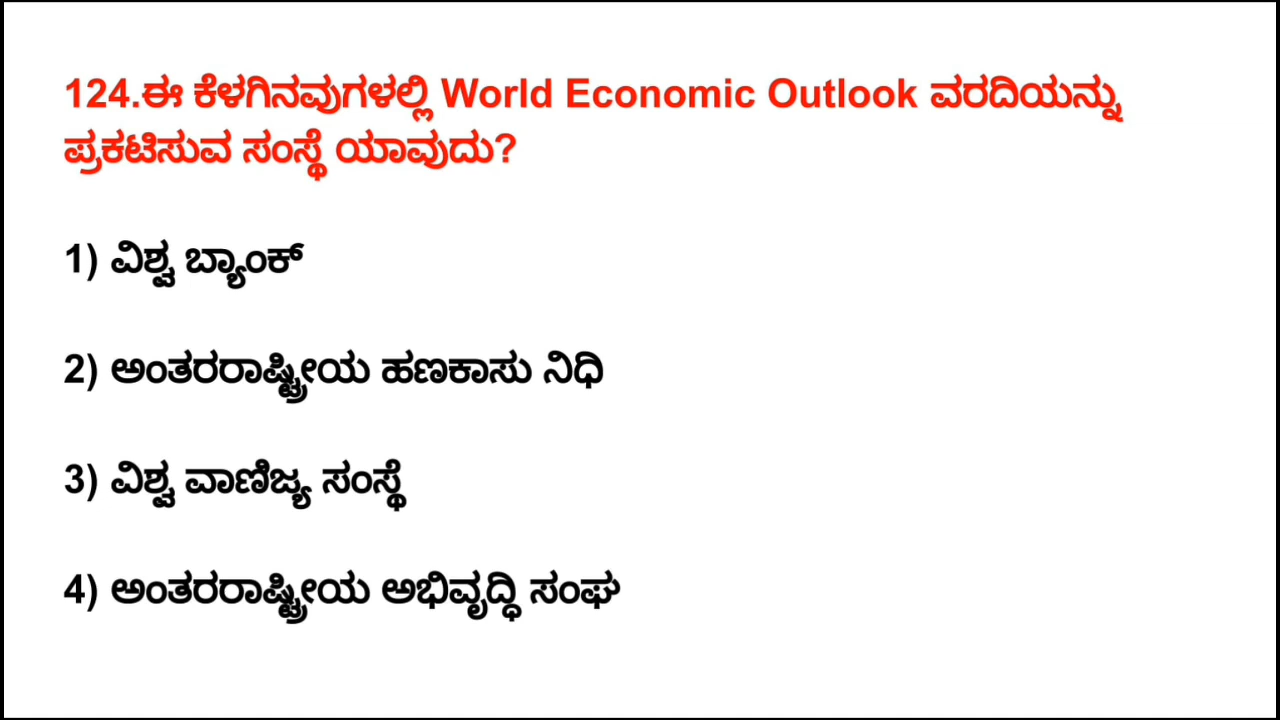 124.ಈ ಕೆಳಗಿನವುಗಳಲ್ಲಿ World Economic Outlook ವರದಿಯನ್ನು
ಪ್ರಕಟಿಸುವ ಸಂಸ್ಥೆ ಯಾವುದು?
1) ವಿಶ್ವ ಬ್ಯಾಂಕ್
2) ಅಂತರರಾಷ್ಟ್ರೀಯ ಹಣಕಾಸು ನಿಧಿ
3) ವಿಶ್ವ ವಾಣಿಜ್ಯ ಸಂಸ್ಥೆ
4) ಅಂತರರಾಷ್ಟ್ರೀಯ ಅಭಿವೃದ್ಧಿ ಸಂಘ